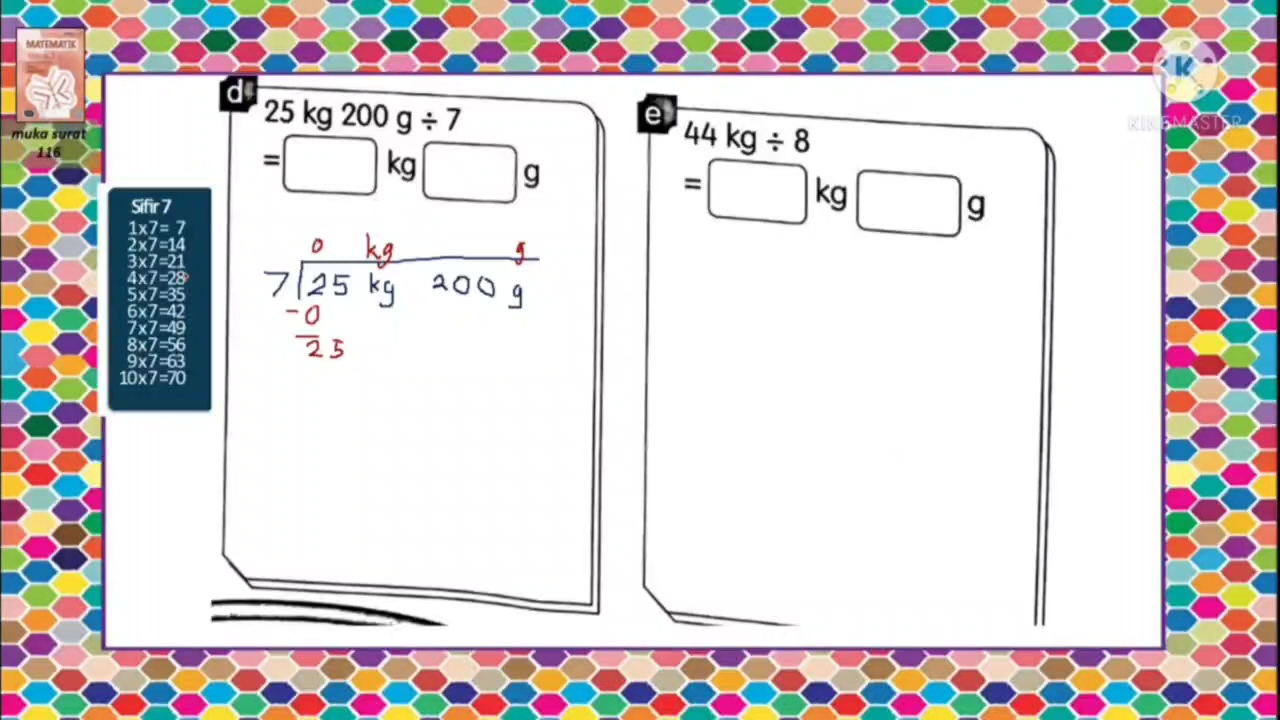 MATEMATIK
muka surat
116
Sifir 7
1x7= 7
2x7=14
3x7=21
4x7=28
5x7=35
6x7=42
7x7=49
8x7=56
9x7=63
10x7=70
d
25 kg 200 g ÷ 7
= kg g
0 kg g
7 25 kg 200 g
-0
25
e
44 kg ÷ 8
= kg g
K
KINEMASTER